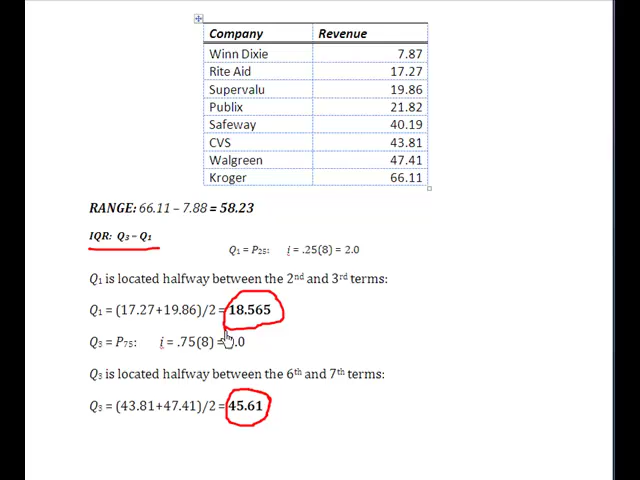 Company Revenue
Winn Dixie 7.87
Rite Aid 17.27
Supervalu 19.86
Publix 21.82
Safeway 40.19
CVS 43.81
Walgreen 47.41
Kroger 66.11
RANGE: 66.11 – 7.88 = 58.23
IQR: Q₃ – Q₁
Q₁ = P₂₅: i = .25(8) = 2.0
Q₁ is located halfway between the 2nd and 3rd terms:
Q₁ = (17.27+19.86)/2 = 18.565
Q₃ = P₇₅: i = .75(8) = .0
Q₃ is located halfway between the 6th and 7th terms:
Q₃ = (43.81+47.41)/2 = 45.61